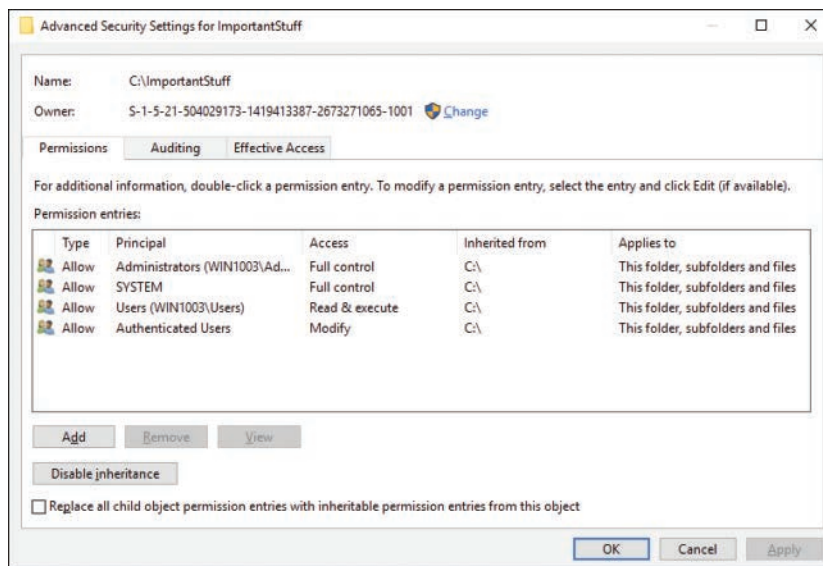 Advanced Security Settings for ImportantStuff
Name: C:\ImportantStuff
Owner: S-1-5-21-504029173-1419413387-2673271065-1001 Change
Permissions Auditing Effective Access
For additional information, double-click a permission entry. To modify a permission entry, select the entry and click Edit (if available).
Permission entries:
Type Principal Access Inherited from Applies to
Allow Administrators (WIN1003\Ad... Full control C:\ This folder, subfolders and files
Allow SYSTEM Full control C:\ This folder, subfolders and files
Allow Users (WIN1003\Users) Read & execute C:\ This folder, subfolders and files
Allow Authenticated Users Modify C:\ This folder, subfolders and files
Add Remove View
Disable inheritance
Replace all child object permission entries with inheritable permission entries from this object
OK Cancel Apply